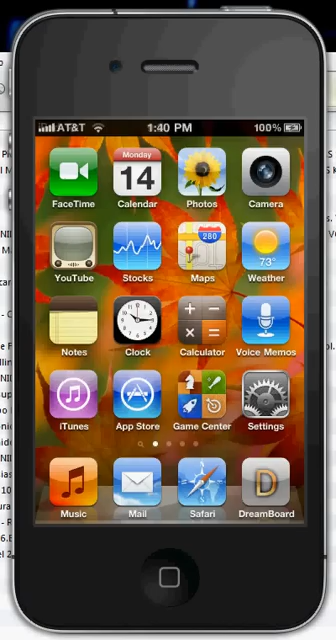 AT&T 1:40 PM 100%
Monday
14
280
73°
FaceTime Calendar Photos Camera
YouTube Stocks Maps Weather
Notes Clock Calculator Voice Memos
iTunes App Store Game Center Settings
D
Music Mail Safari DreamBoard